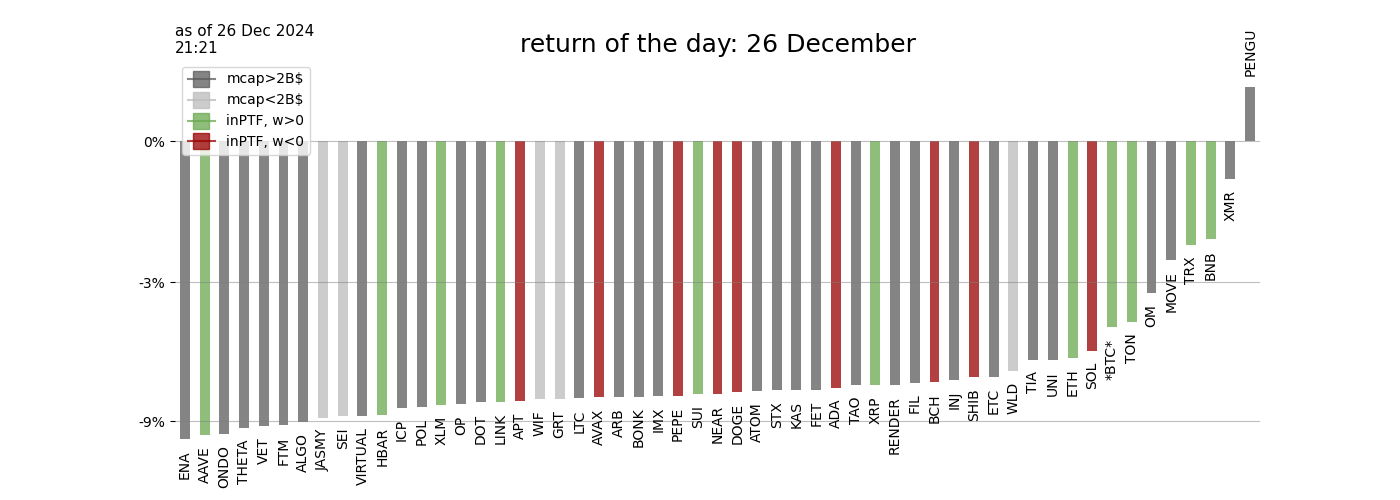 as of 26 Dec 2024
21:21
return of the day: 26 December
mcap>2B$
mcap<2B$
inPTF, w>0
inPTF, w<0
0%
-3%
-9%
ENA
AAVE
ONDO
THETA
VET
FTM
ALGO
JASMY
SEI
VIRTUAL
HBAR
ICP
POL
XLM
OP
DOT
LINK
APT
WIF
GRT
LTC
AVAX
ARB
BONK
IMX
PEPE
SUI
NEAR
DOGE
ATOM
STX
KAS
FET
ADA
TAO
XRP
RENDER
FIL
BCH
INJ
SHIB
ETC
WLD
TIA
UNI
ETH
SOL
*BTC*
TON
OM
MOVE
TRX
BNB
XMR
PENGU